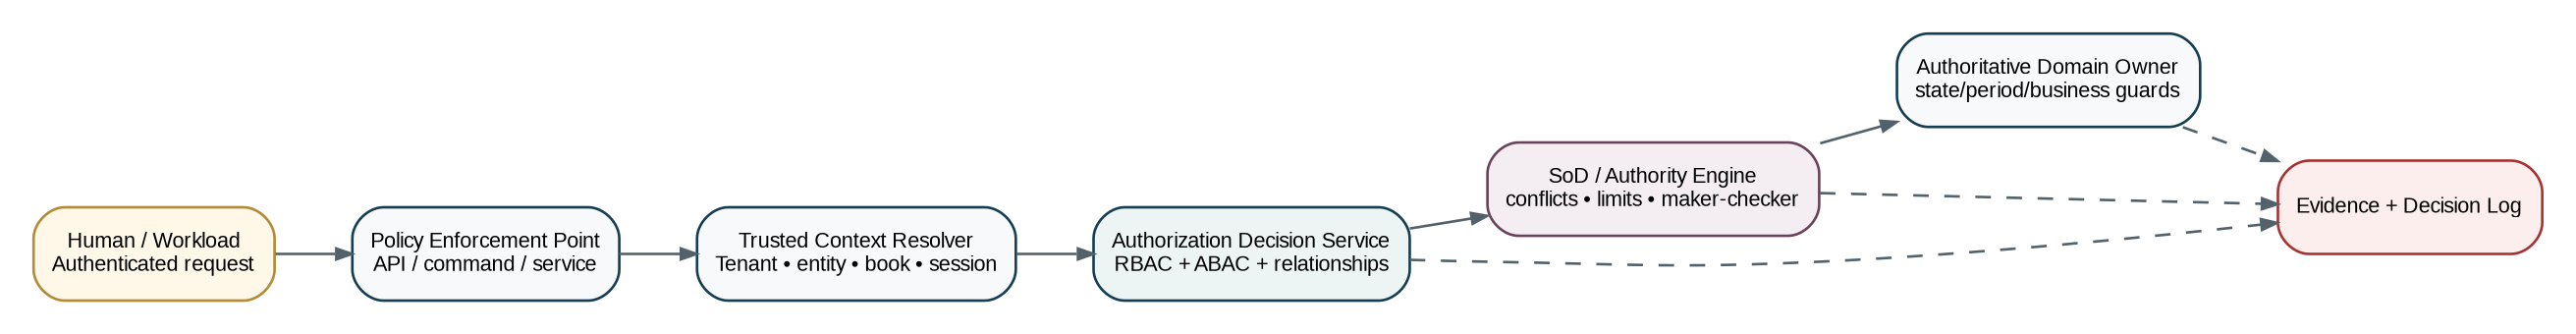 Human / Workload
Authenticated request
Policy Enforcement Point
API / command / service
Trusted Context Resolver
Tenant • entity • book • session
Authorization Decision Service
RBAC + ABAC + relationships
SoD / Authority Engine
conflicts • limits • maker-checker
Authoritative Domain Owner
state/period/business guards
Evidence + Decision Log